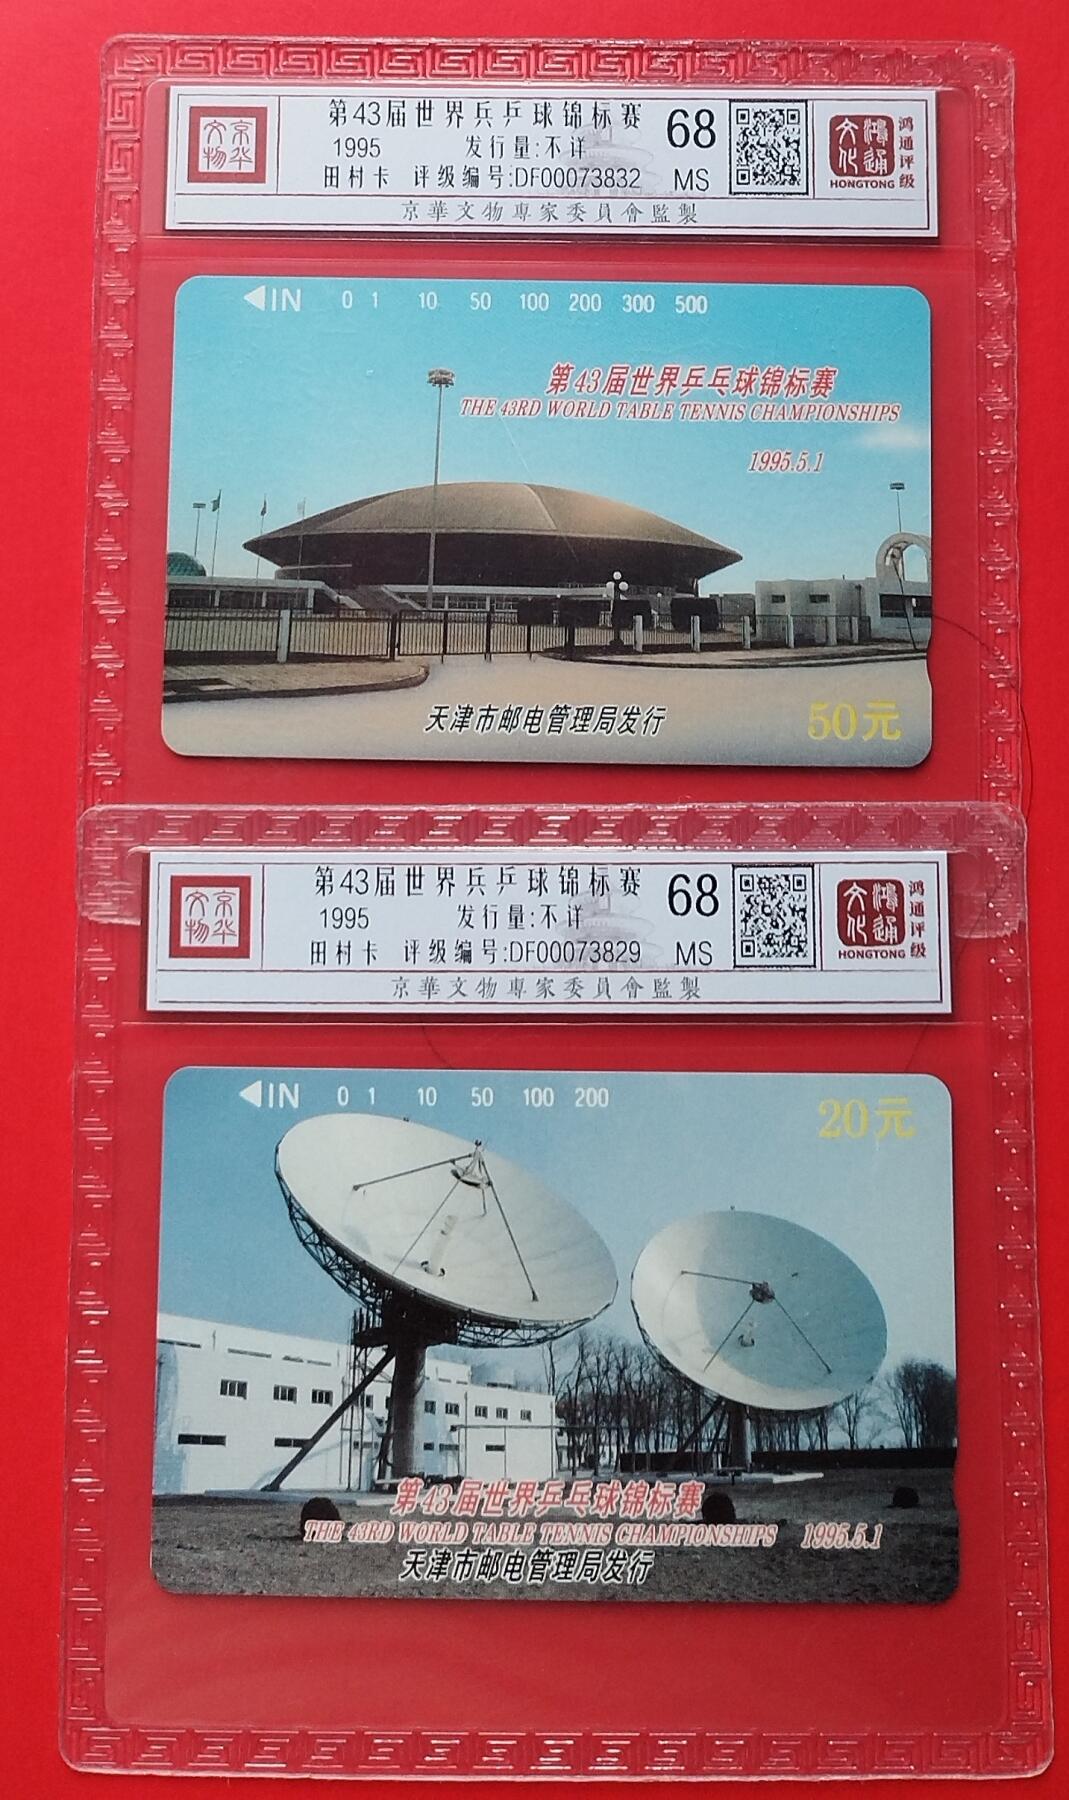 京华文物
第43届世界兵乒球锦标赛
1995 发行量:不详
田村卡 评级编号:DF00073832
68
MS
鸿通文化
HONGTONG
鸿通评级
京華文物專家委員會監製
IN 0 1 10 50 100 200 300 500
第43届世界乒乓球锦标赛
THE 43RD WORLD TABLE TENNIS CHAMPIONSHIPS
1995.5.1
天津市邮电管理局发行
50元
京华文物
第43届世界兵乒球锦标赛
1995 发行量:不详
田村卡 评级编号:DF00073829
68
MS
鸿通文化
HONGTONG
鸿通评级
京華文物專家委員會監製
IN 0 1 10 50 100 200
20元
第43届世界乒乓球锦标赛
THE 43RD WORLD TABLE TENNIS CHAMPIONSHIPS 1995.5.1
天津市邮电管理局发行